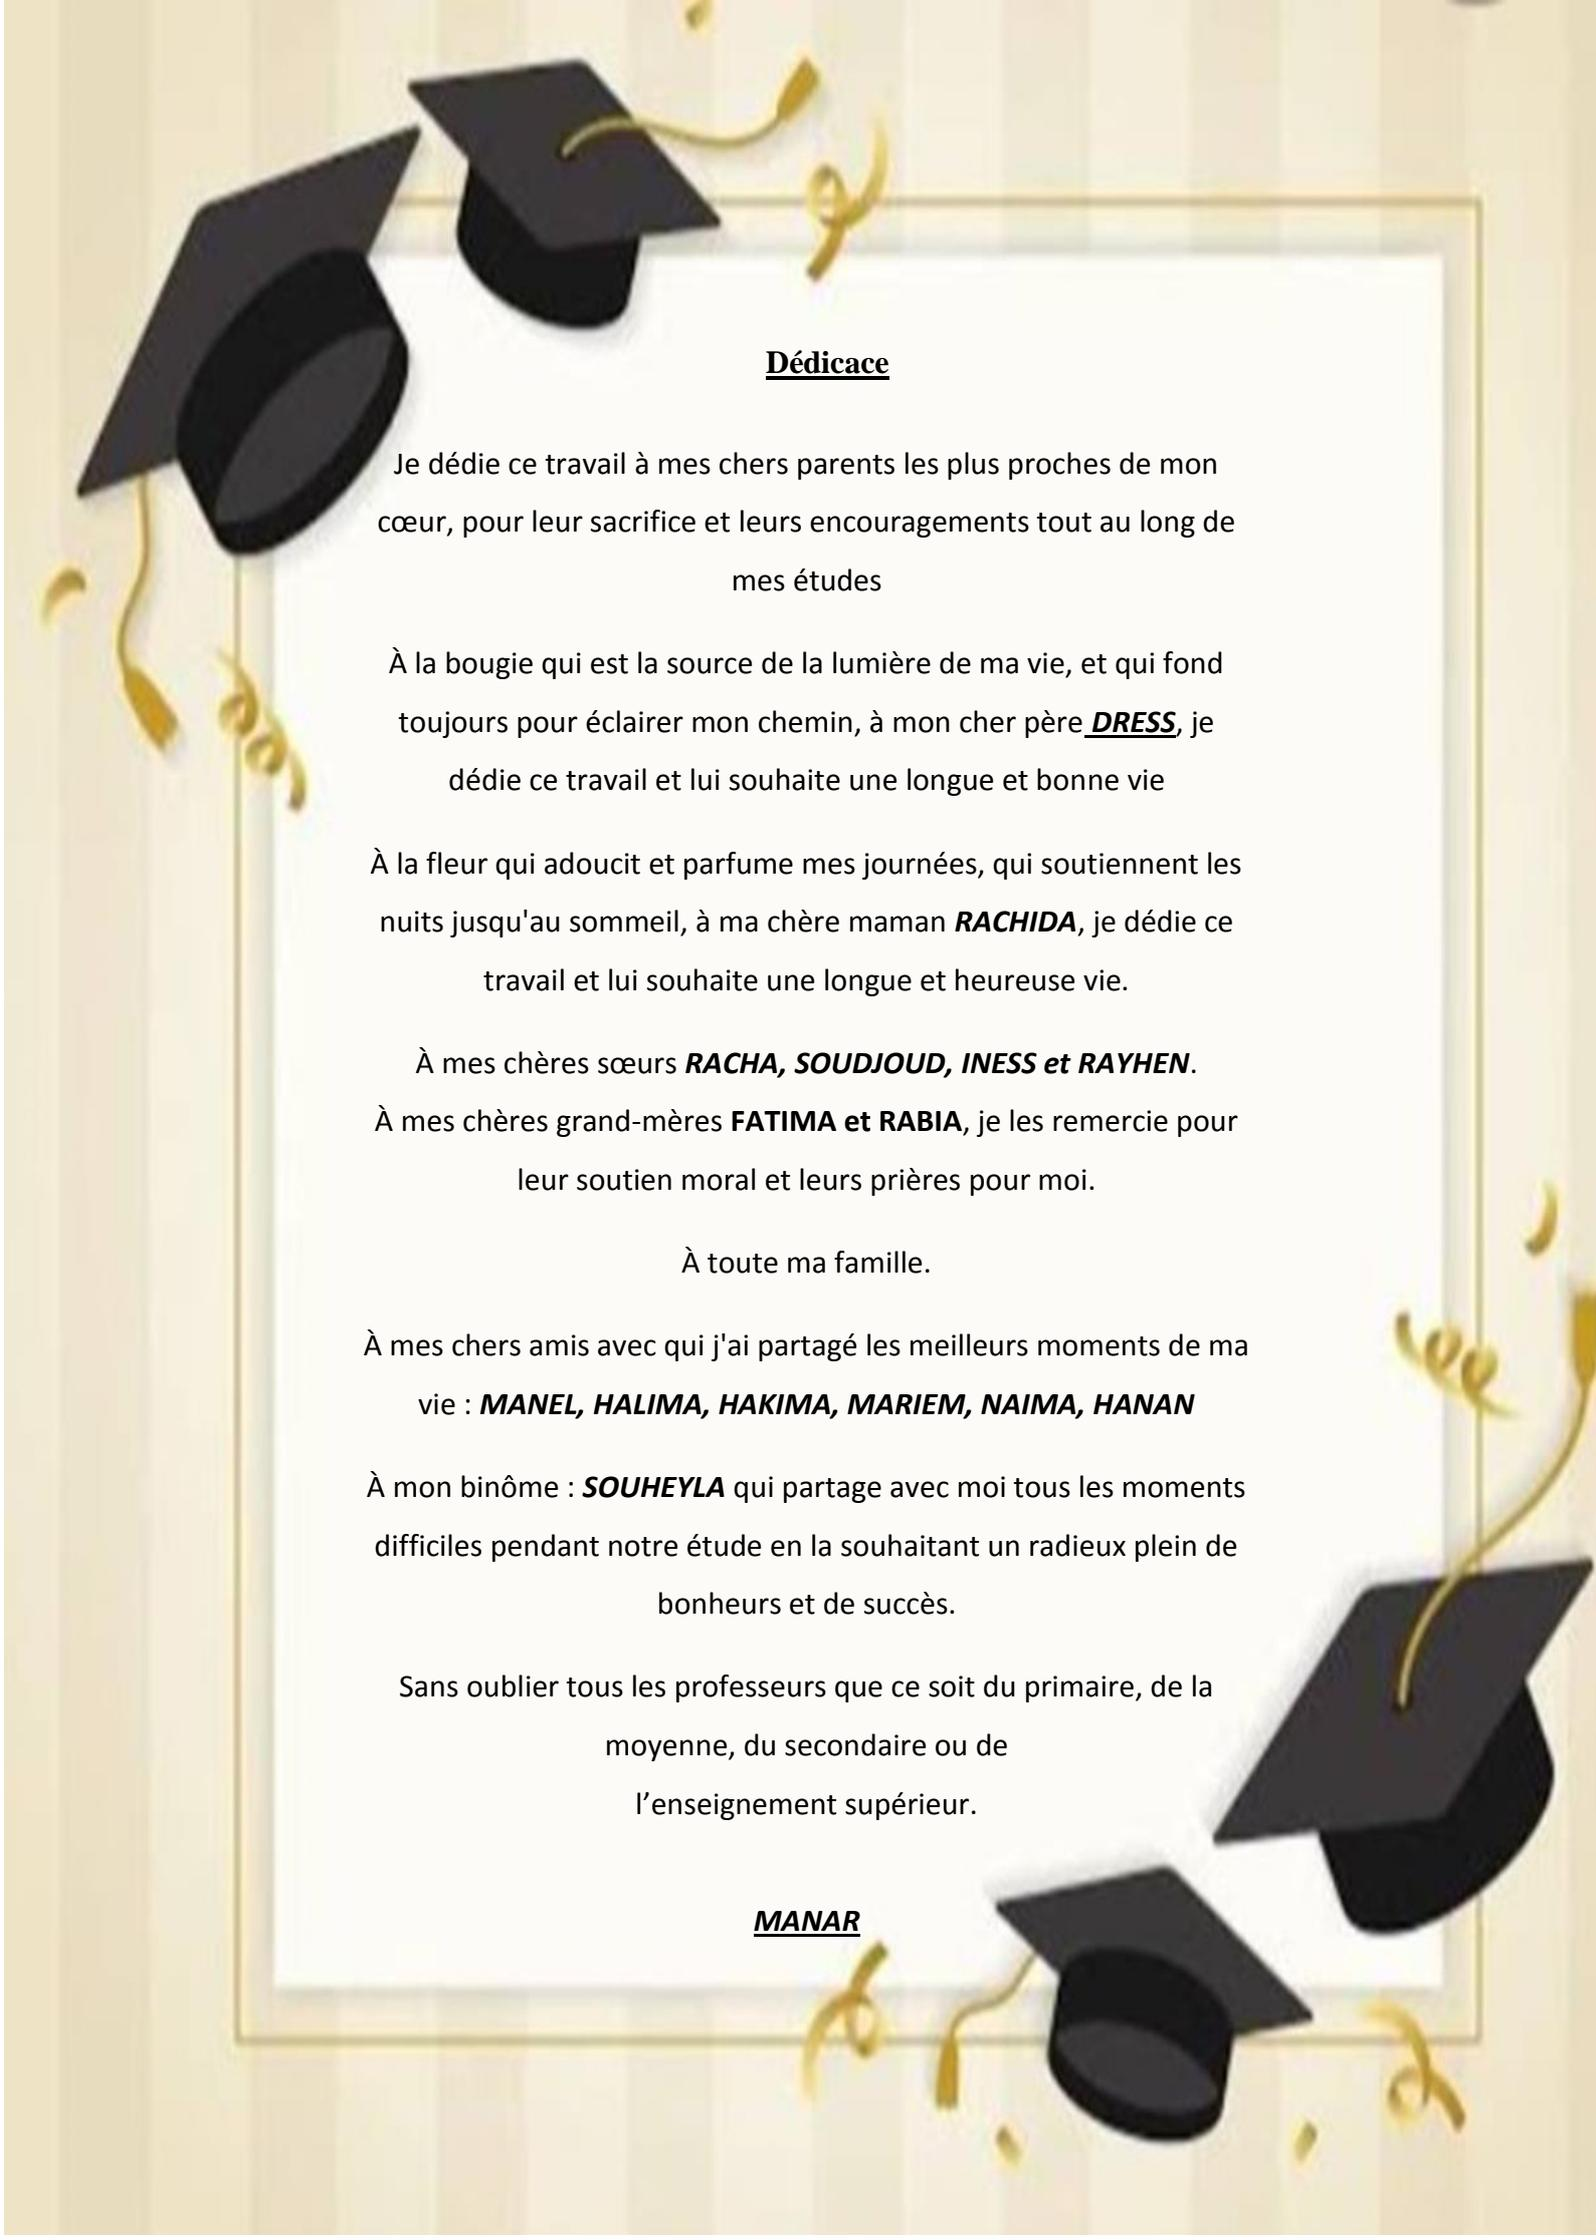 Dédicace
Je dédie ce travail à mes chers parents les plus proches de mon
cœur, pour leur sacrifice et leurs encouragements tout au long de
mes études
À la bougie qui est la source de la lumière de ma vie, et qui fond
toujours pour éclairer mon chemin, à mon cher père DRESS, je
dédie ce travail et lui souhaite une longue et bonne vie
À la fleur qui adoucit et parfume mes journées, qui soutiennent les
nuits jusqu'au sommeil, à ma chère maman RACHIDA, je dédie ce
travail et lui souhaite une longue et heureuse vie.
À mes chères sœurs RACHA, SOUDJOUD, INESS et RAYHEN.
À mes chères grand-mères FATIMA et RABIA, je les remercie pour
leur soutien moral et leurs prières pour moi.
À toute ma famille.
À mes chers amis avec qui j'ai partagé les meilleurs moments de ma
vie : MANEL, HALIMA, HAKIMA, MARIEM, NAIMA, HANAN
À mon binôme : SOUHEYLA qui partage avec moi tous les moments
difficiles pendant notre étude en la souhaitant un radieux plein de
bonheurs et de succès.
Sans oublier tous les professeurs que ce soit du primaire, de la
moyenne, du secondaire ou de
l’enseignement supérieur.
MANAR